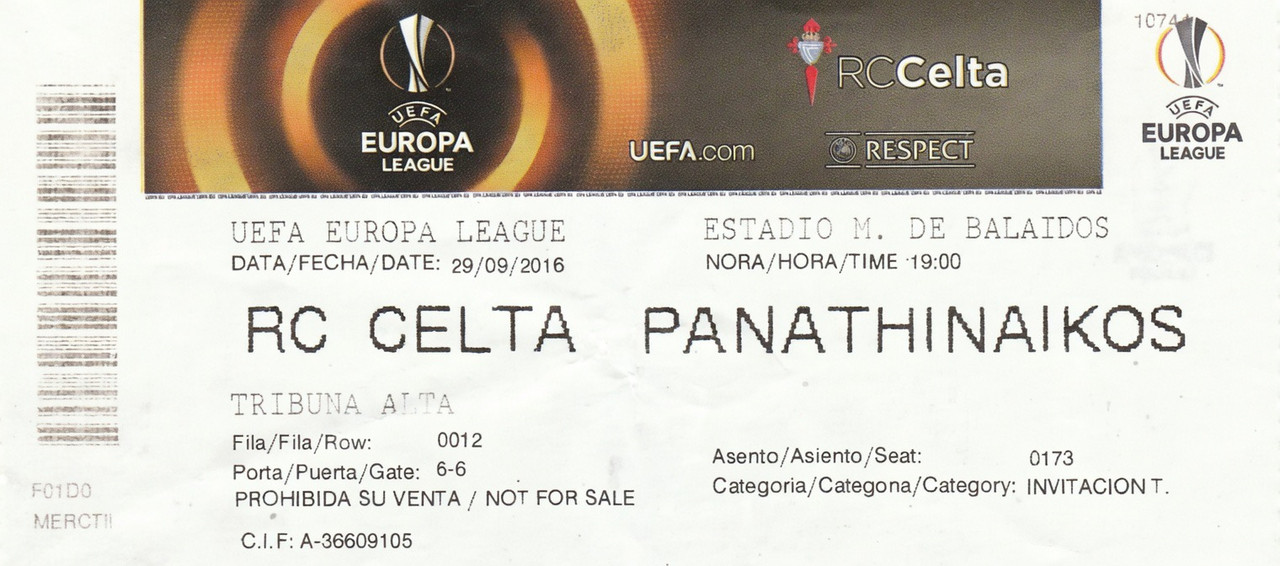 UEFA
EUROPA
LEAGUE
RCCelta
UEFA.com
RESPECT
UEFA
EUROPA
LEAGUE
UEFA EUROPA LEAGUE
ESTADIO M. DE BALAIDOS
DATA/FECHA/DATE: 29/09/2016
NORA/HORA/TIME 19:00
RC CELTA PANATHINAIKOS
TRIBUNA ALTA
Fila/Fila/Row: 0012
Asento/Asiento/Seat: 0173
Porta/Puerta/Gate: 6-6
Categoria/Categona/Category: INVITACION T.
PROHIBIDA SU VENTA / NOT FOR SALE
C.I.F: A-36609105
F01D0